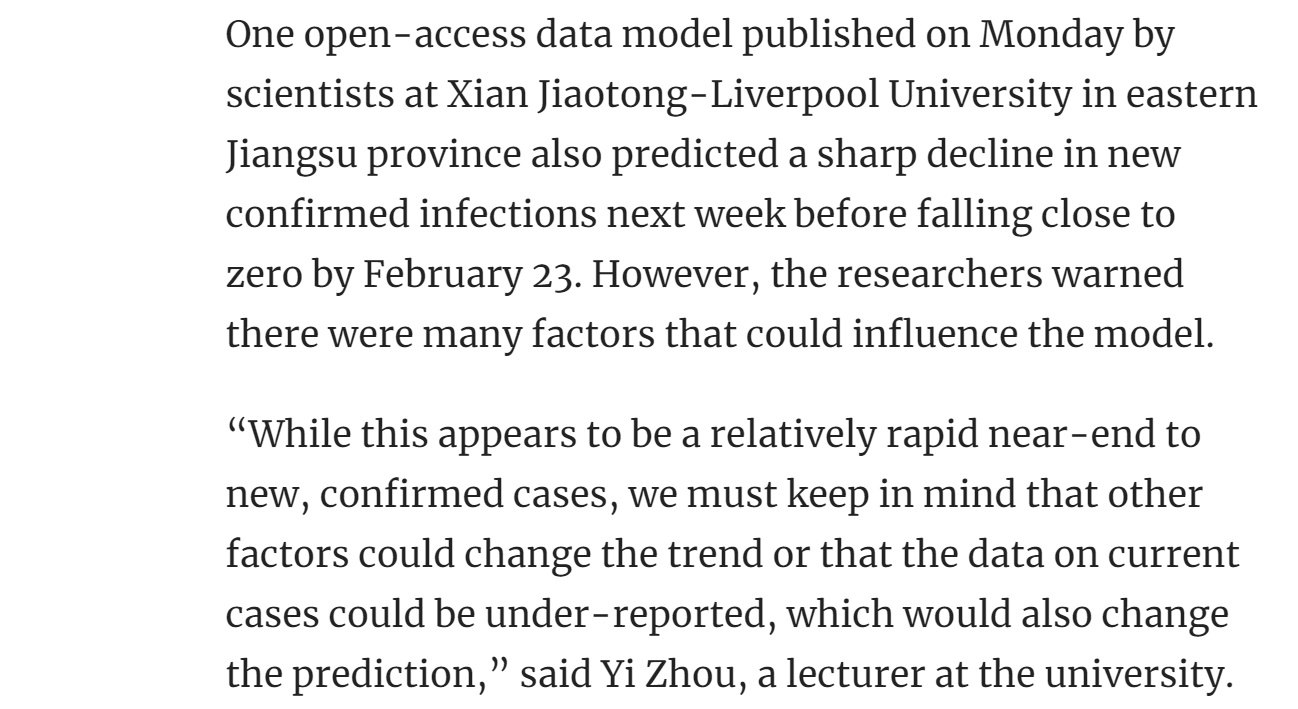 One open-access data model published on Monday by
scientists at Xian Jiaotong-Liverpool University in eastern
Jiangsu province also predicted a sharp decline in new
confirmed infections next week before falling close to
zero by February 23. However, the researchers warned
there were many factors that could influence the model.
“While this appears to be a relatively rapid near-end to
new, confirmed cases, we must keep in mind that other
factors could change the trend or that the data on current
cases could be under-reported, which would also change
the prediction,” said Yi Zhou, a lecturer at the university.